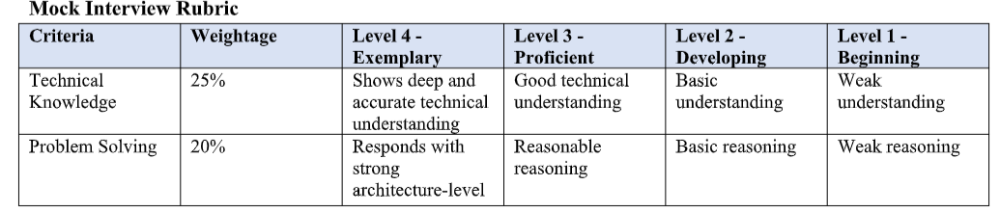 Mock Interview Rubric
Criteria Weightage Level 4 - Level 3 - Level 2 - Level 1 -
Exemplary Proficient Developing Beginning
Technical 25% Shows deep and Good technical Basic Weak
Knowledge accurate technical understanding understanding understanding
understanding
Problem Solving 20% Responds with Reasonable Basic reasoning Weak reasoning
strong reasoning
architecture-level